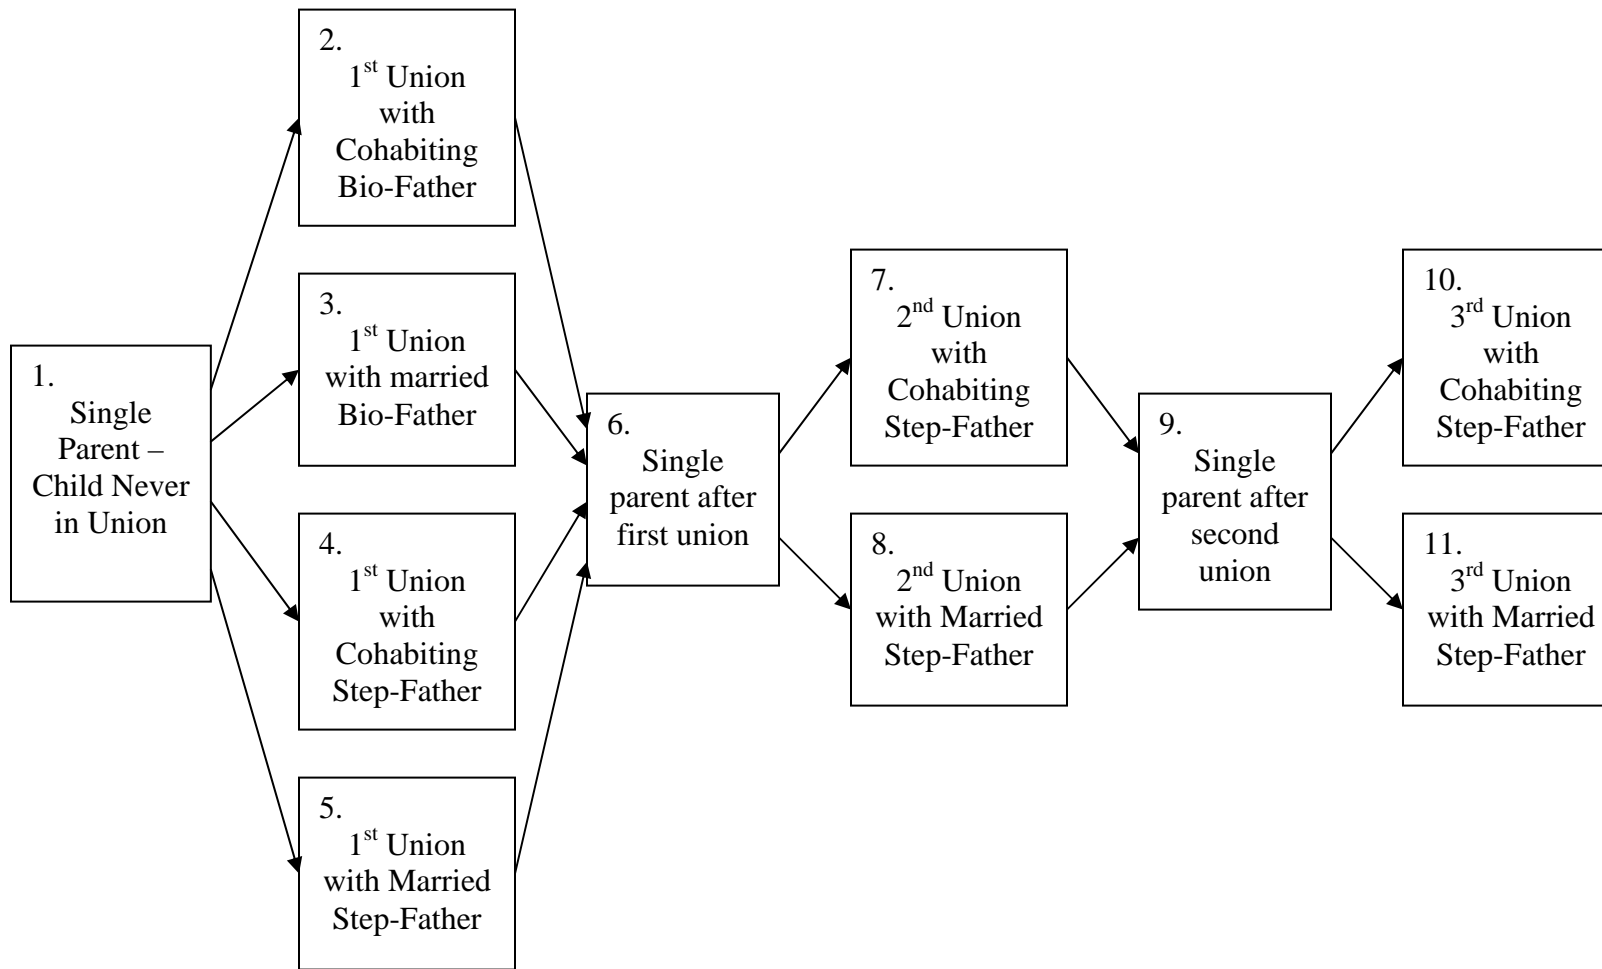 1.
Single
Parent –
Child Never
in Union
2.
1st Union
with
Cohabiting
Bio-Father
3.
1st Union
with married
Bio-Father
4.
1st Union
with
Cohabiting
Step-Father
5.
1st Union
with Married
Step-Father
6.
Single
parent after
first union
7.
2nd Union
with
Cohabiting
Step-Father
8.
2nd Union
with Married
Step-Father
9.
Single
parent after
second
union
10.
3rd Union
with
Cohabiting
Step-Father
11.
3rd Union
with Married
Step-Father